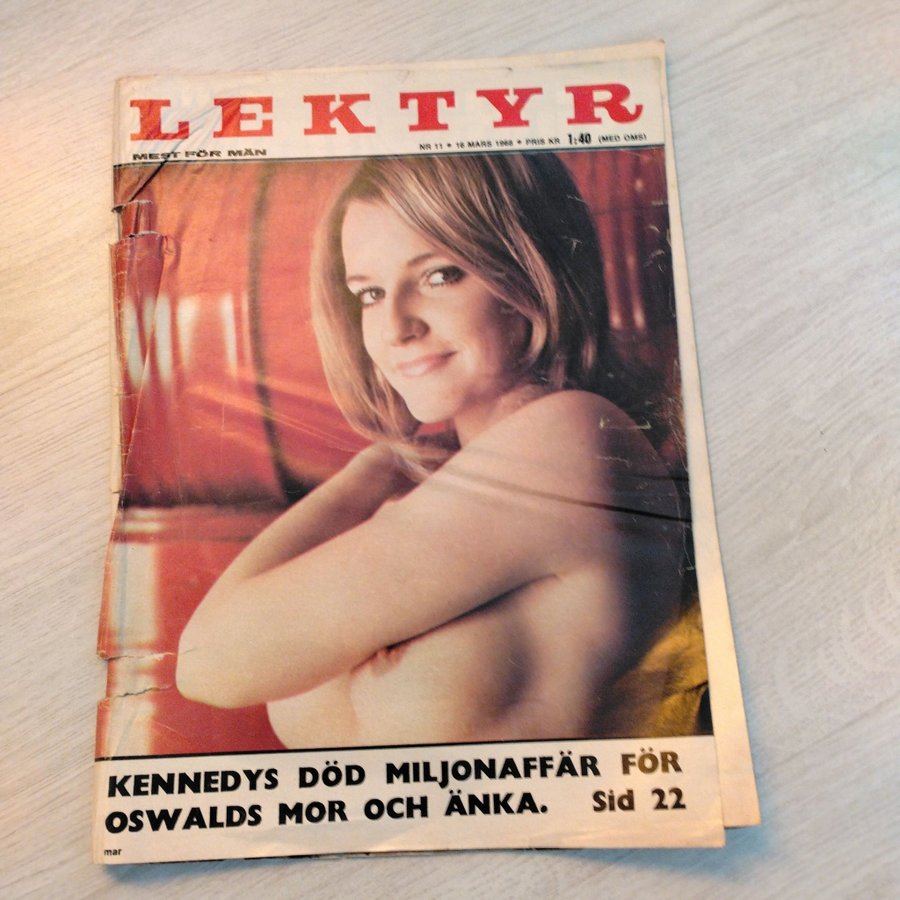 LEKTYR
MEST FÖR MÄN
NR 11 • 16 MARS 1968 • PRIS KR 1:40 (MED OMS)
KENNEDYS DÖD MILJONAFFÄR FÖR
OSWALDS MOR OCH ÄNKA. Sid 22
mar